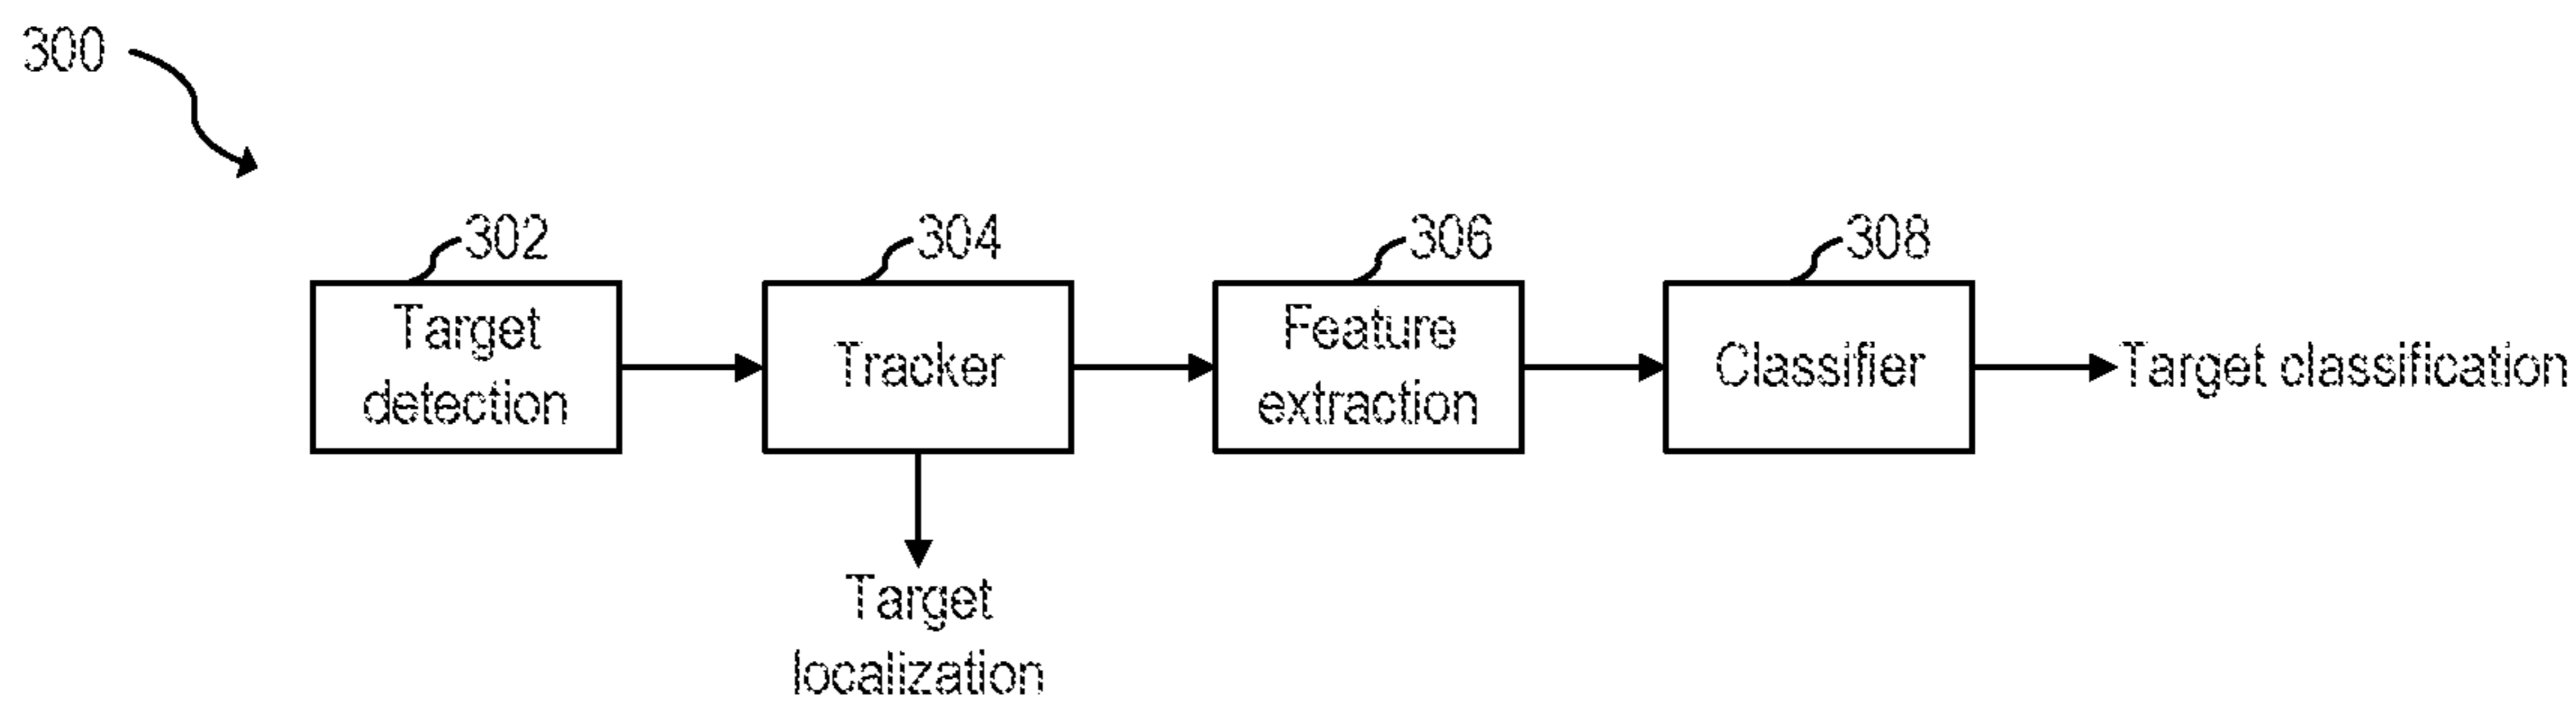 300
302
304
306
308
Target
detection
Tracker
Feature
extraction
Classifier
Target classification
Target
localization